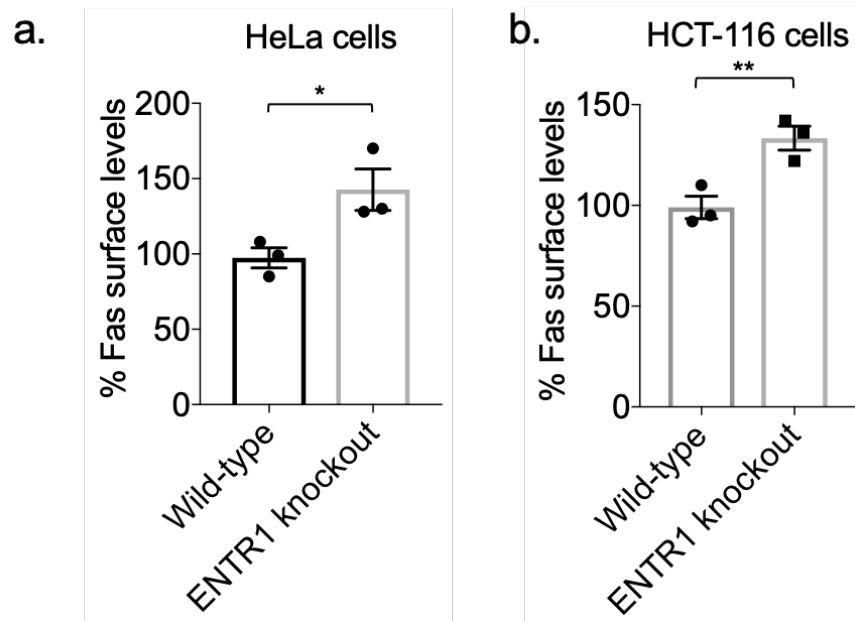 a.
HeLa cells
*
% Fas surface levels
200
150
100
50
0
Wild-type
ENTR1 knockout
b.
HCT-116 cells
**
% Fas surface levels
150
100
50
0
Wild-type
ENTR1 knockout